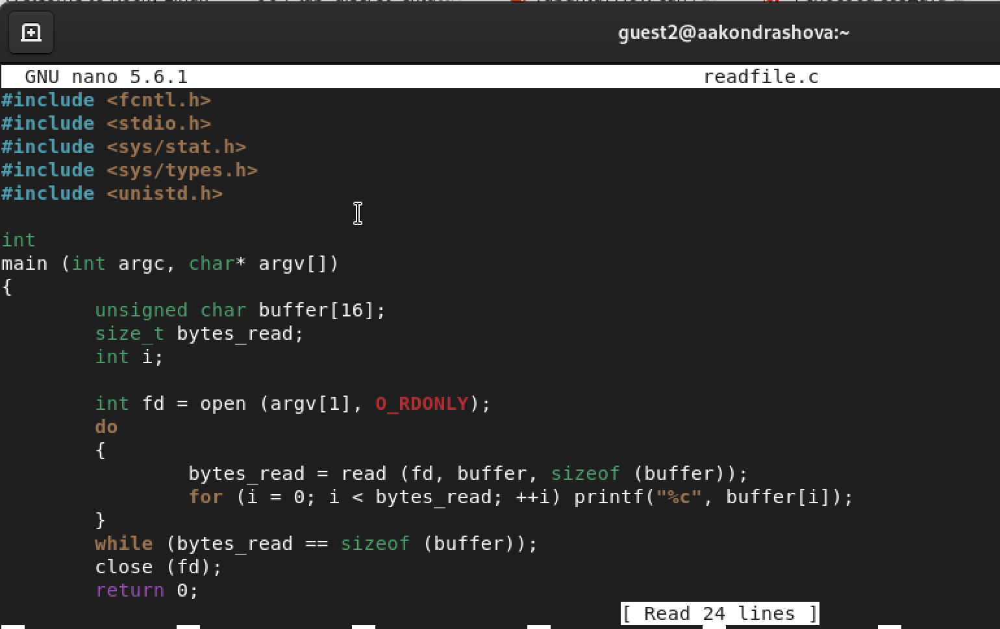 guest2@aakondrashova:~
GNU nano 5.6.1 readfile.c
#include <fcntl.h>
#include <stdio.h>
#include <sys/stat.h>
#include <sys/types.h>
#include <unistd.h>
int
main (int argc, char* argv[])
{
unsigned char buffer[16];
size_t bytes_read;
int i;
int fd = open (argv[1], O_RDONLY);
do
{
bytes_read = read (fd, buffer, sizeof (buffer));
for (i = 0; i < bytes_read; ++i) printf("%c", buffer[i]);
}
while (bytes_read == sizeof (buffer));
close (fd);
return 0;
[ Read 24 lines ]